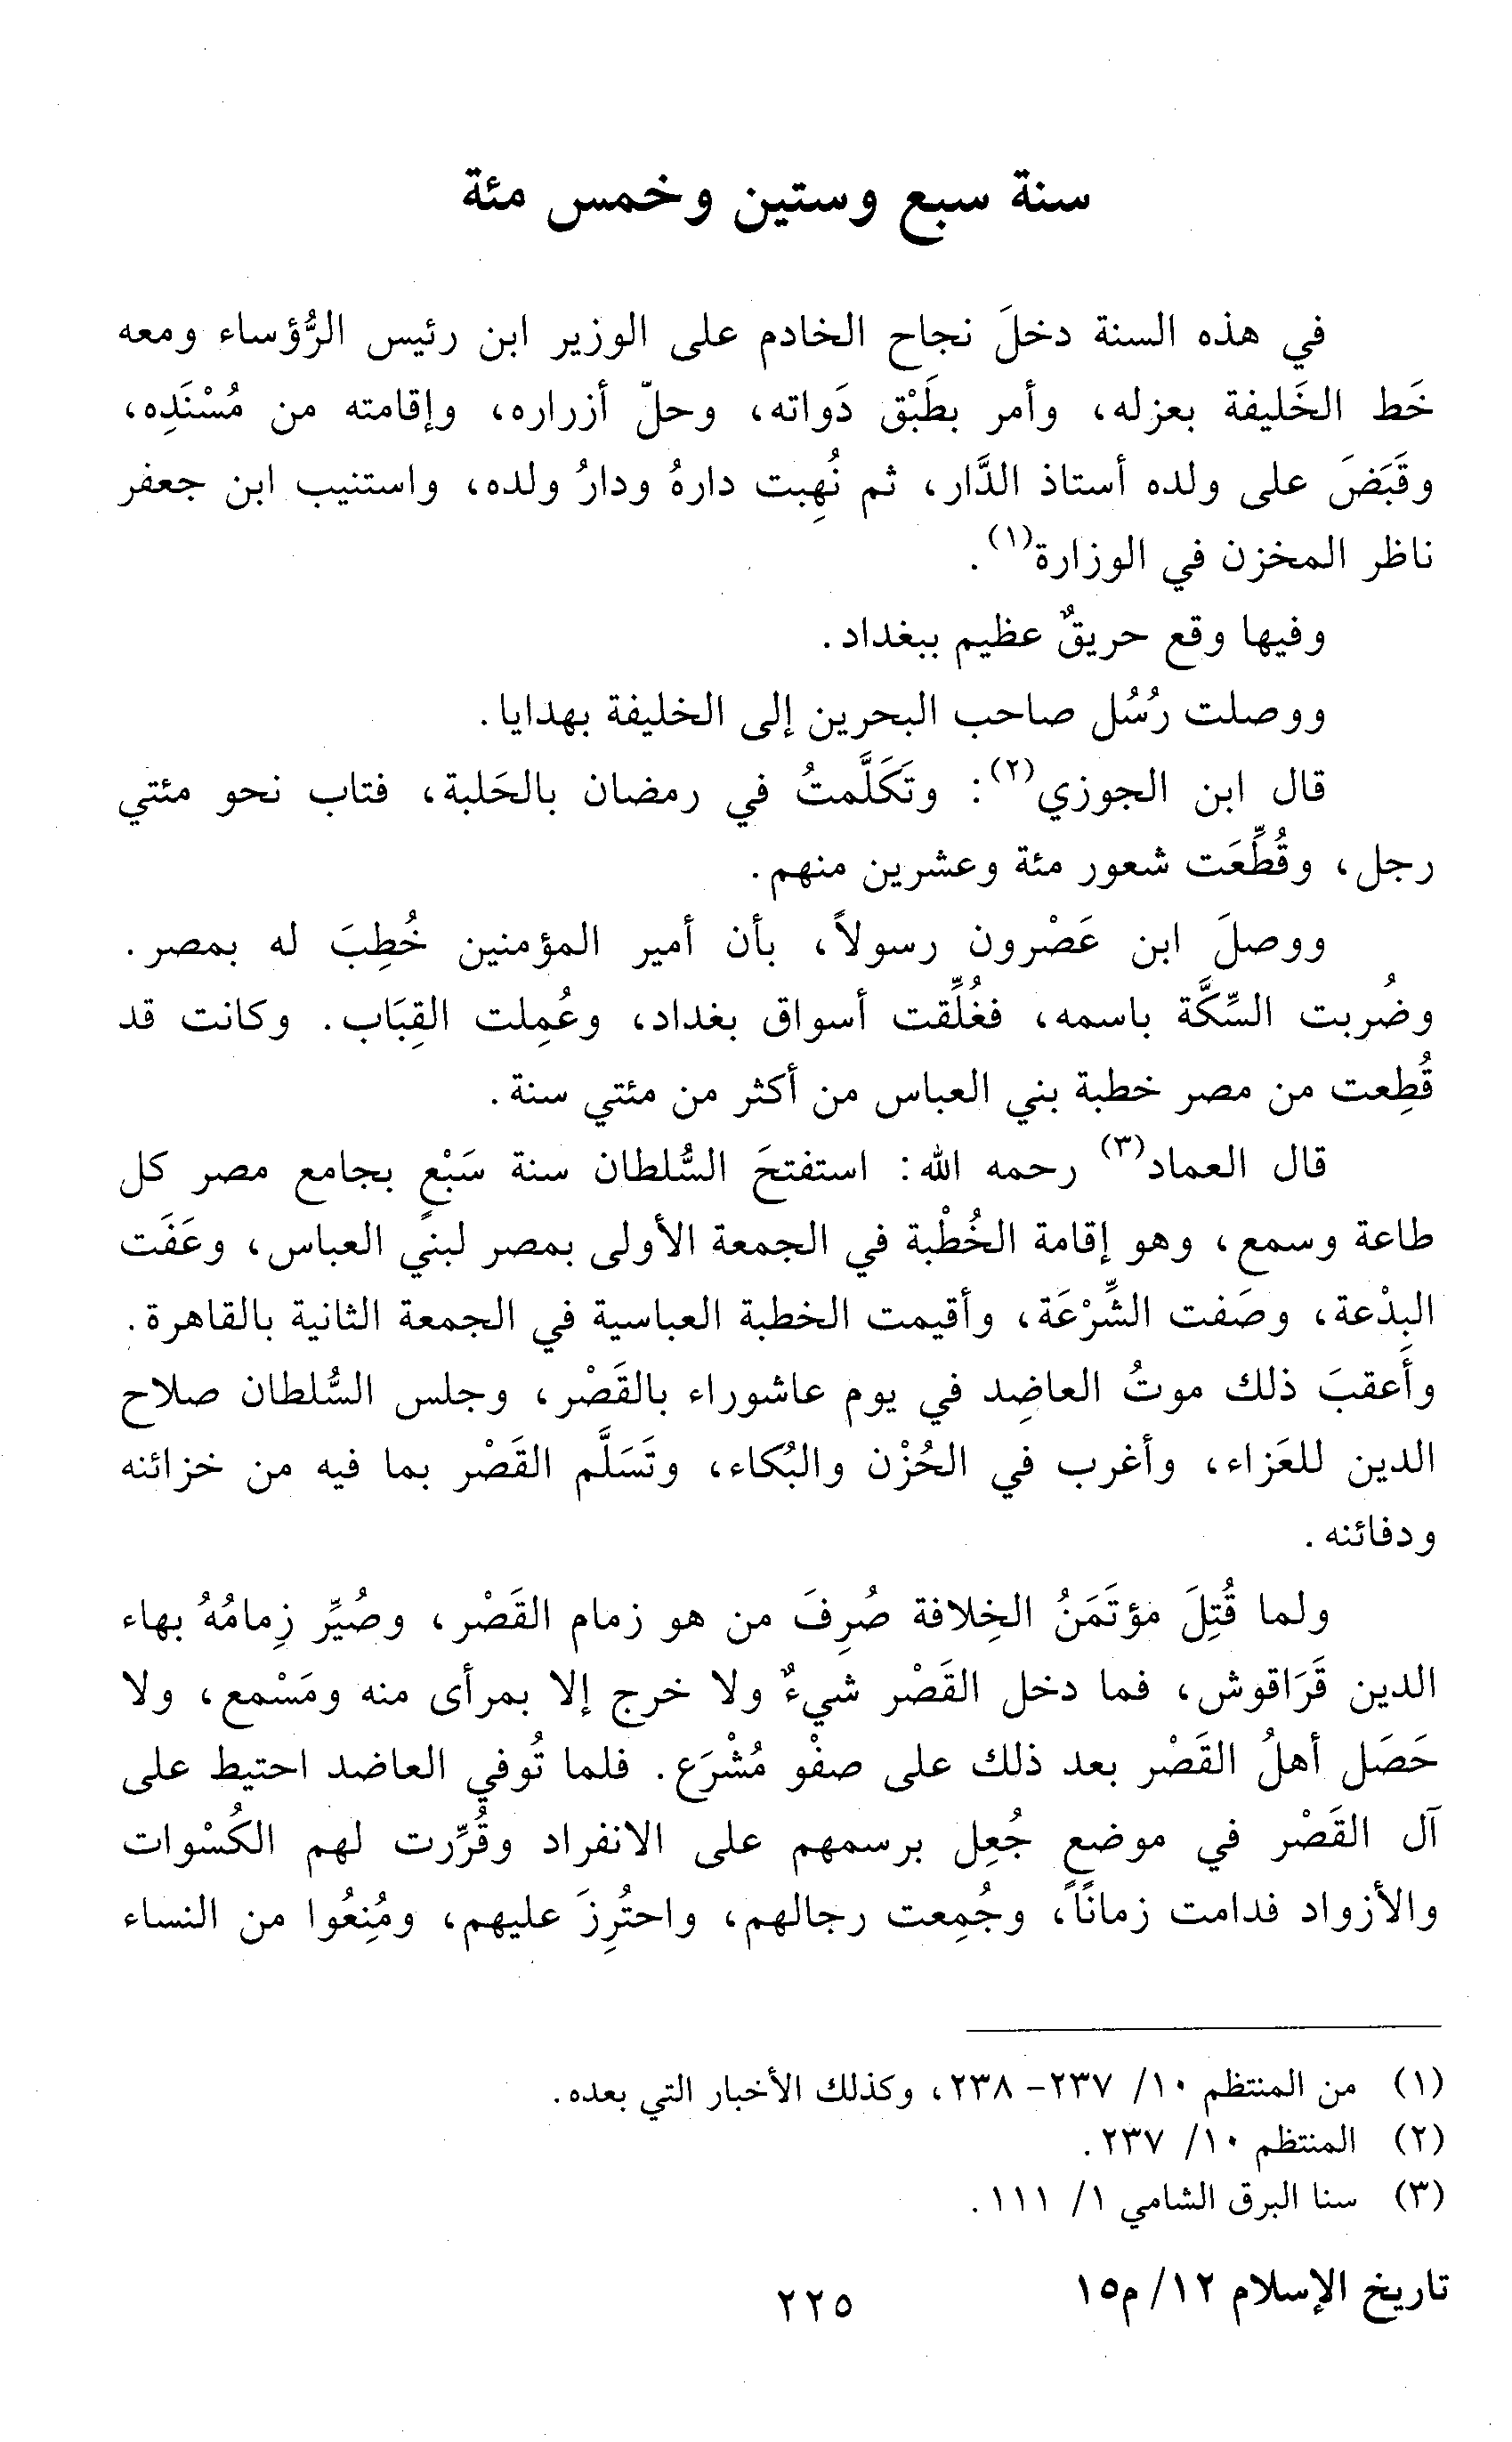 سنة سبع وستين وخمس مئة
في هذه السنة دخلَ نجاح الخادم على الوزير ابن رئيس الرُّؤساء ومعه
خَط الخَليفة بعزله، وأمر بطَبْق دَواته، وحلّ أزراره، وإقامته من مُسْنَدِه،
وقَبَضَ على ولده أستاذ الدَّار، ثم نُهِبت دارهُ ودارُ ولده، واستنيب ابن جعفر
ناظر المخزن في الوزارة(١).
وفيها وقع حريقٌ عظيم ببغداد.
ووصلت رُسُل صاحب البحرين إلى الخليفة بهدايا.
قال ابن الجوزي(٢): وتَكَلَّمتُ في رمضان بالحَلبة، فتاب نحو مئتي
رجل، وقُطِّعَت شعور مئة وعشرين منهم.
ووصلَ ابن عَصْرون رسولاً، بأن أمير المؤمنين خُطِبَ له بمصر.
وضُربت السِّكَّة باسمه، فغُلِّقت أسواق بغداد، وعُمِلت القِبَاب. وكانت قد
قُطِعت من مصر خطبة بني العباس من أكثر من مئتي سنة.
قال العماد(٣) رحمه الله: استفتحَ السُّلطان سنة سَبْعٍ بجامع مصر كل
طاعة وسمع، وهو إقامة الخُطْبة في الجمعة الأولى بمصر لبني العباس، وعَفَت
البِدْعة، وصَفت الشِّرْعَة، وأقيمت الخطبة العباسية في الجمعة الثانية بالقاهرة.
وأَعقبَ ذلك موتُ العاضِد في يوم عاشوراء بالقَصْر، وجلس السُّلطان صلاح
الدين للعَزاء، وأغرب في الحُزْن والبُكاء، وتَسَلَّم القَصْر بما فيه من خزائنه
ودفائنه.
ولما قُتِلَ مؤتَمَنُ الخِلافة صُرِفَ من هو زمام القَصْر، وصُيِّر زِمامُهُ بهاء
الدين قَرَاقوش، فما دخل القَصْر شيءٌ ولا خرج إلا بمرأى منه ومَسْمع، ولا
حَصَل أهلُ القَصْر بعد ذلك على صفْو مُشْرَع. فلما تُوفي العاضد احتيط على
آل القَصْر في موضعٍ جُعِل برسمهم على الانفراد وقُرِّرت لهم الكُسْوات
والأزواد فدامت زمانًا، وجُمِعت رجالهم، واحتُرِزَ عليهم، ومُنِعُوا من النساء
(١) من المنتظم ١٠/ ٢٣٧- ٢٣٨، وكذلك الأخبار التي بعده.
(٢) المنتظم ١٠/ ٢٣٧.
(٣) سنا البرق الشامي ١/ ١١١.
تاريخ الإسلام ١٢/ م١٥
٢٢٥